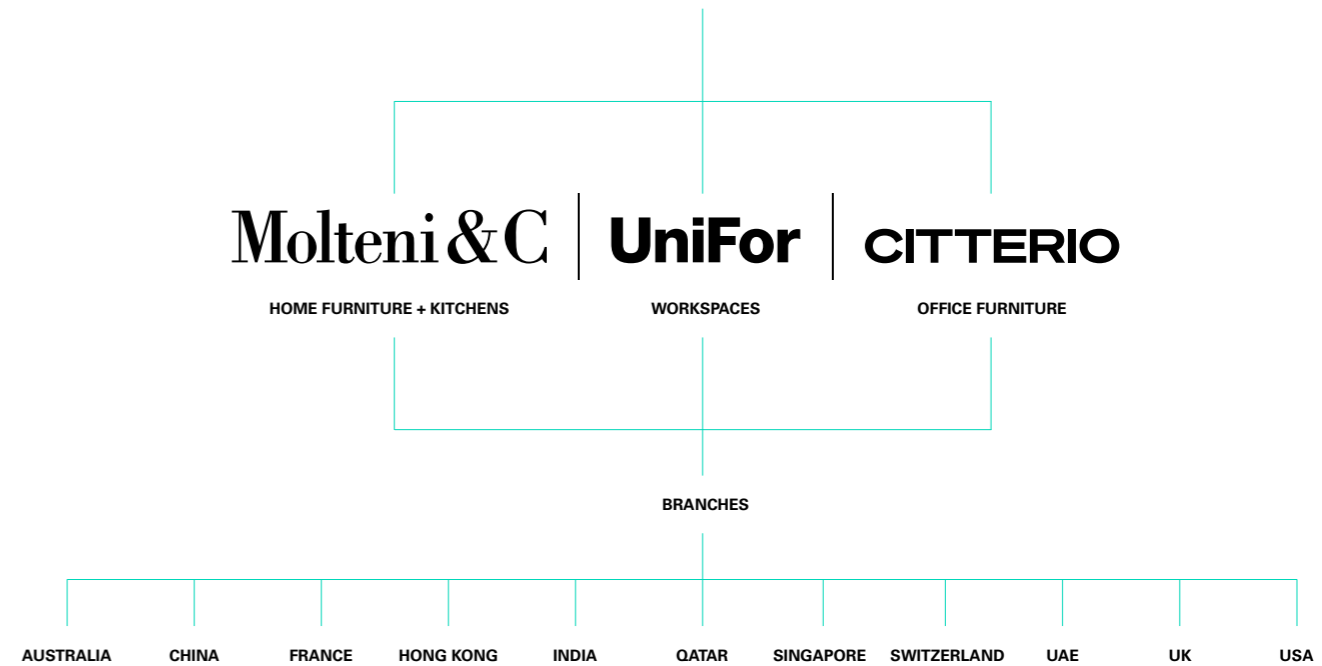 Molteni&C | UniFor | CITTERIO
HOME FURNITURE + KITCHENS WORKSPACES OFFICE FURNITURE
BRANCHES
AUSTRALIA CHINA FRANCE HONG KONG INDIA QATAR SINGAPORE SWITZERLAND UAE UK USA